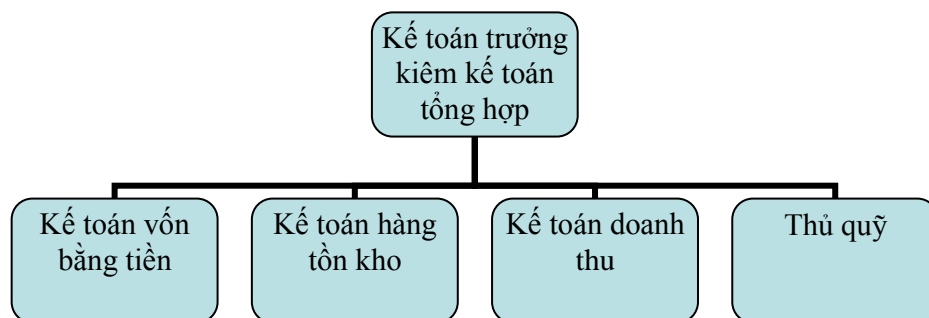 Kế toán trưởng
kiêm kế toán
tổng hợp
Kế toán vốn
bằng tiền
Kế toán hàng
tồn kho
Kế toán doanh
thu
Thủ quỹ